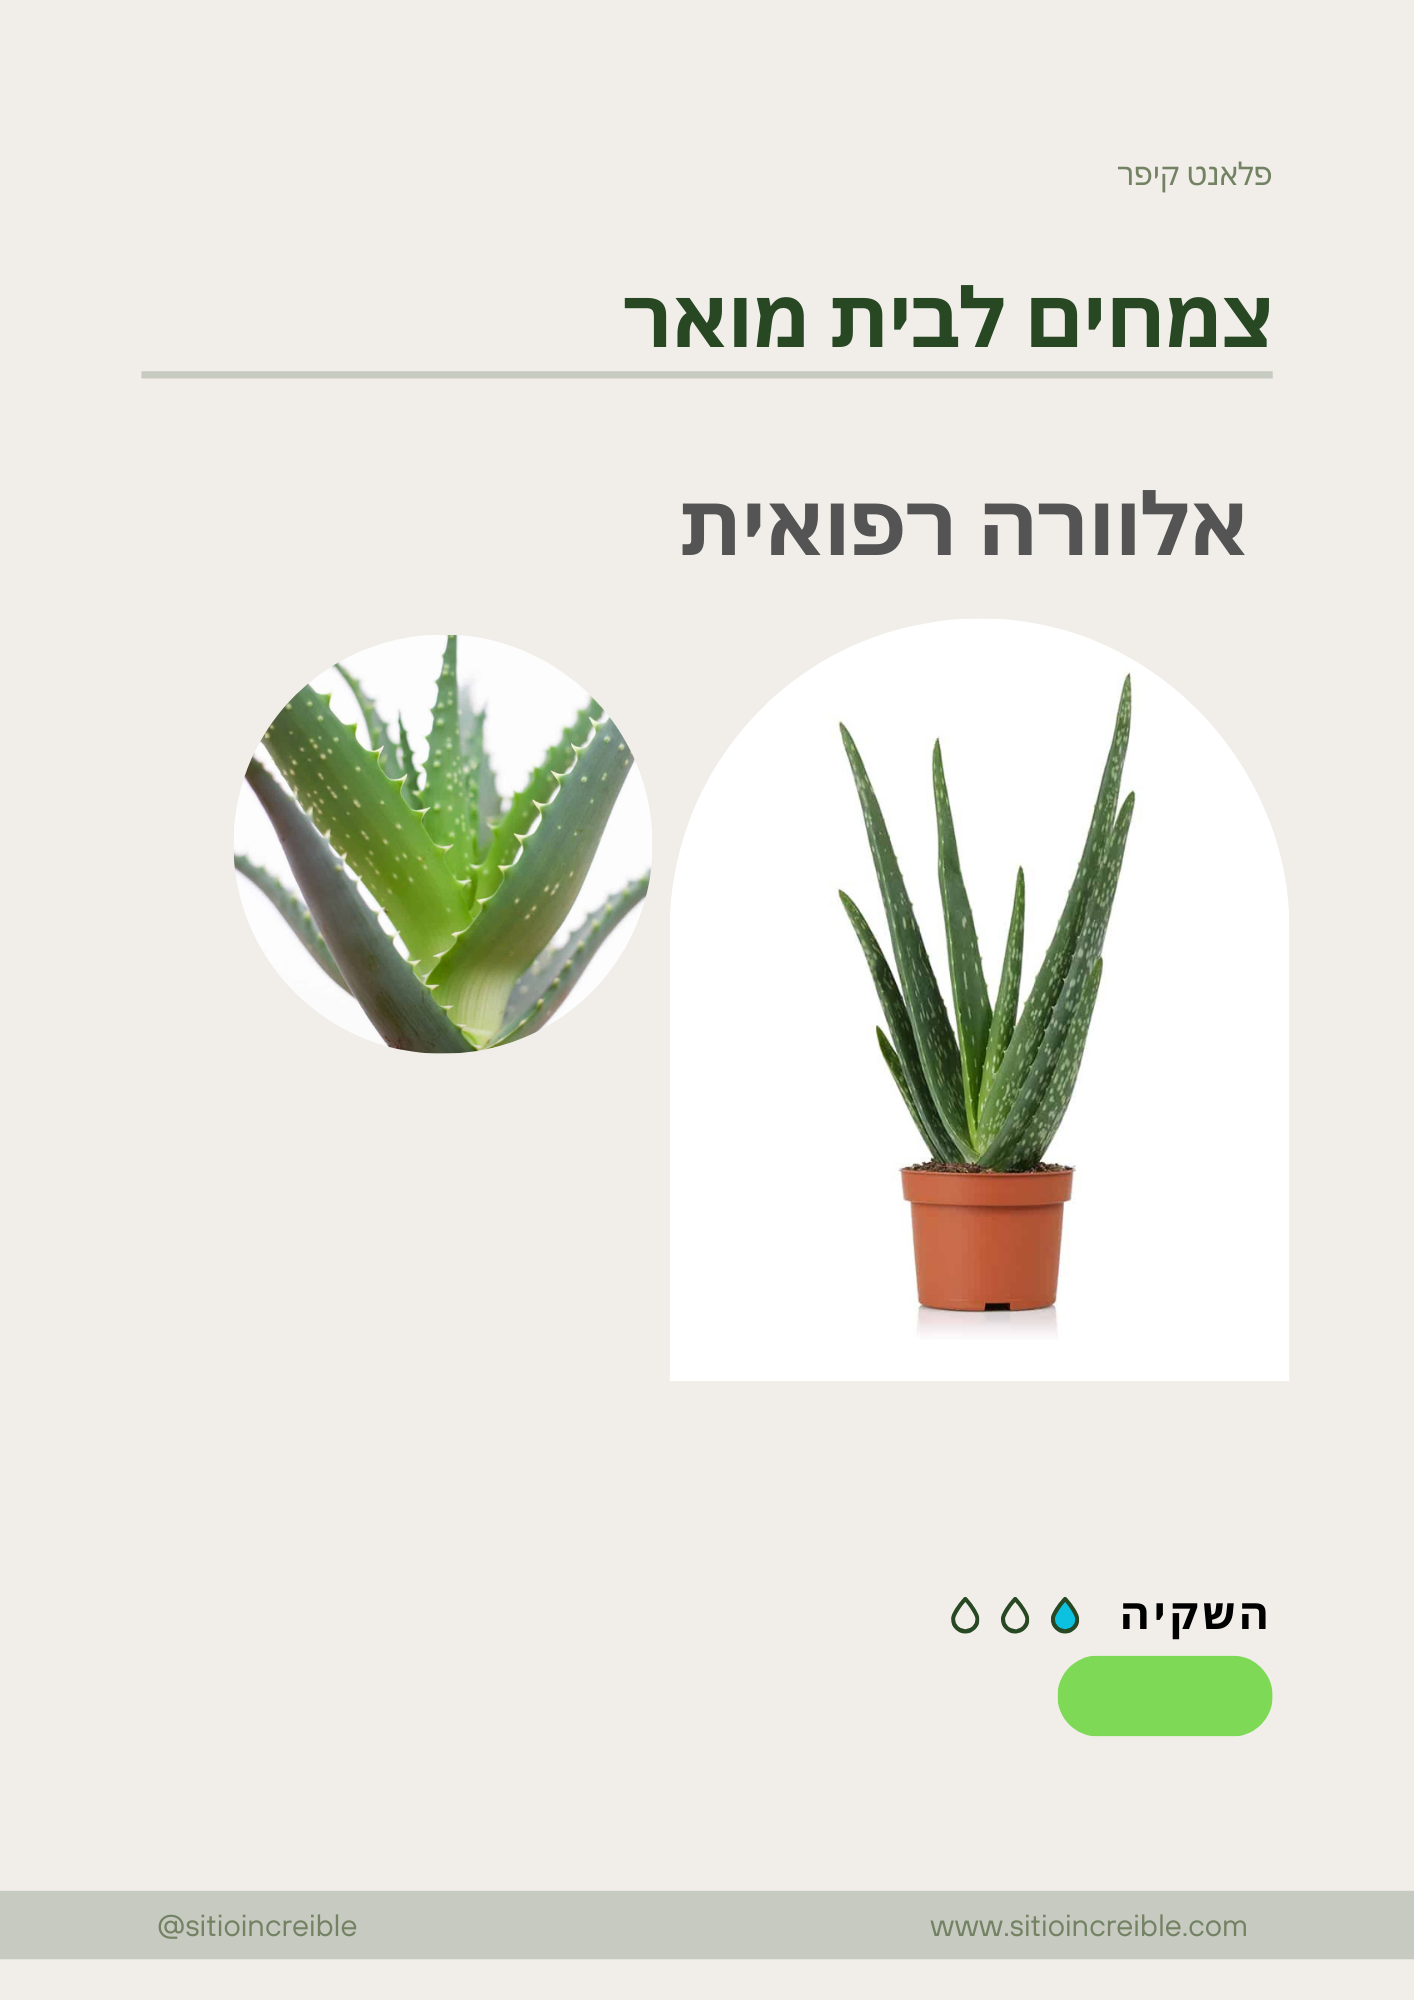 פלאנט קיפר
צמחים לבית מואר
אלוורה רפואית
השקיה
www.sitioincreible.com
@sitioincreible